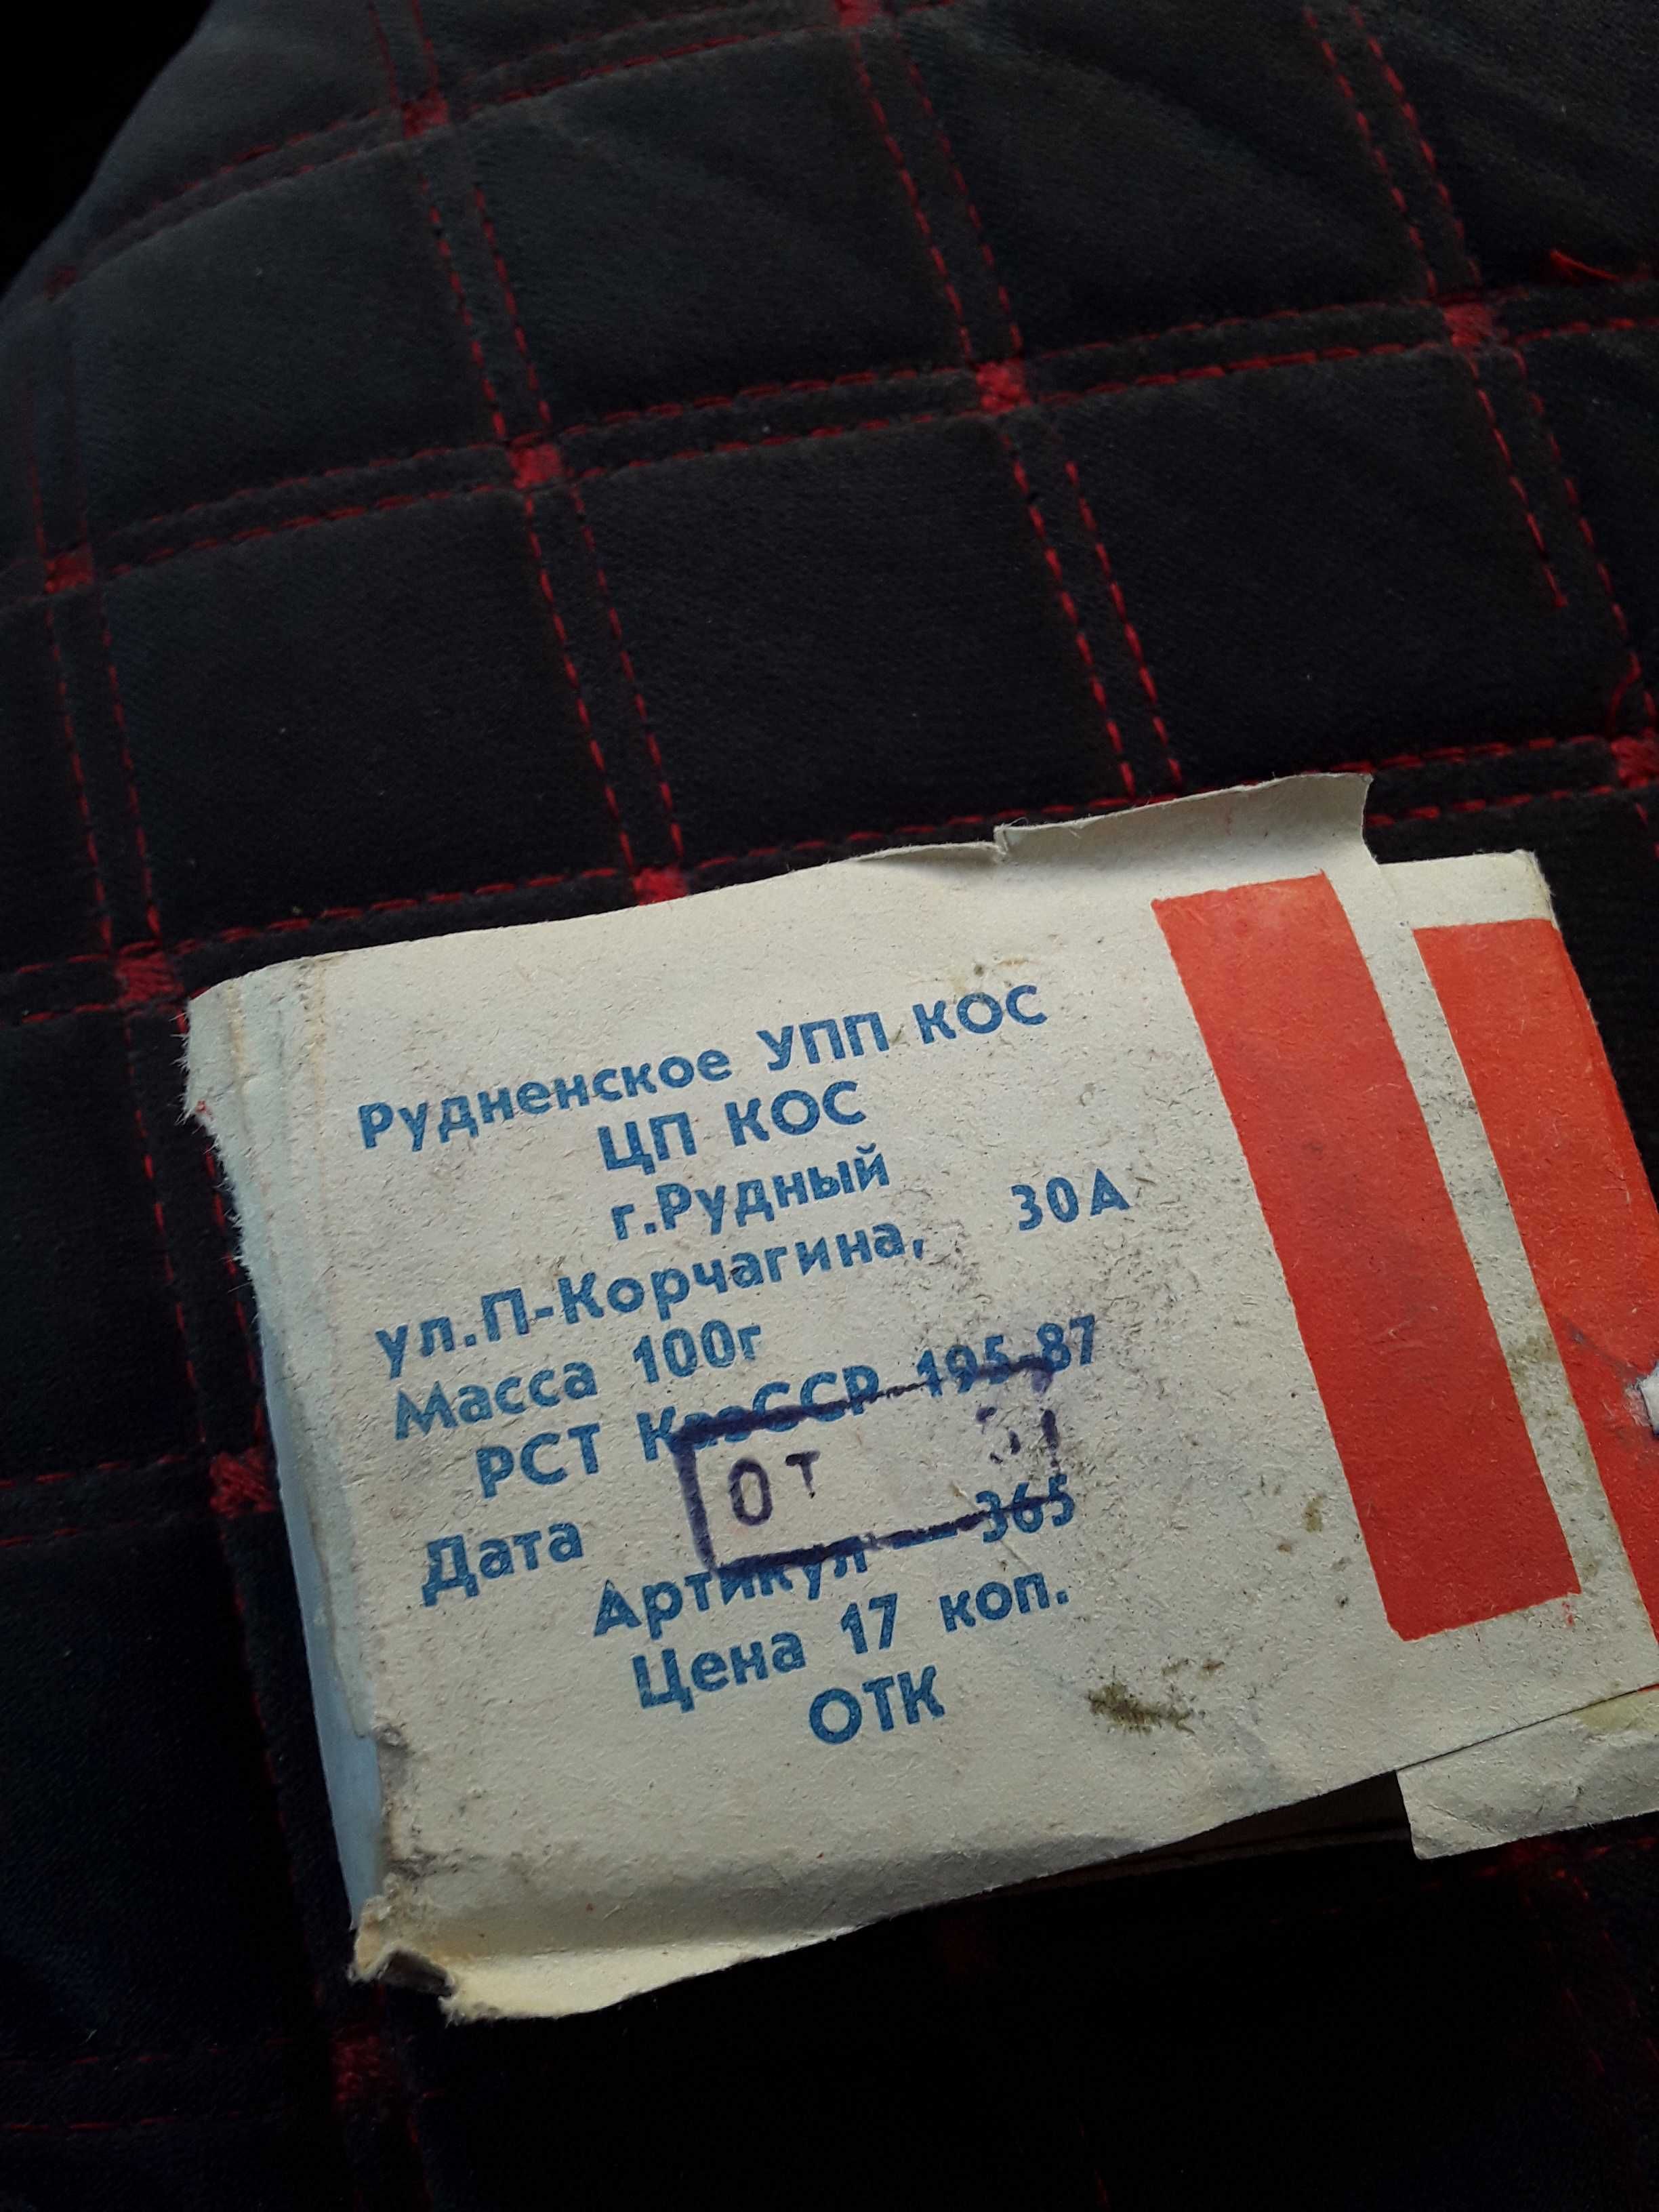 Рудненское УПП КОС
ЦП КОС
г.Рудный
ул.П-Корчагина, 30А
Масса 100г
РСТ КазССР 195-87
Дата
От
Артикул — 365
Цена 17 коп.
ОТК